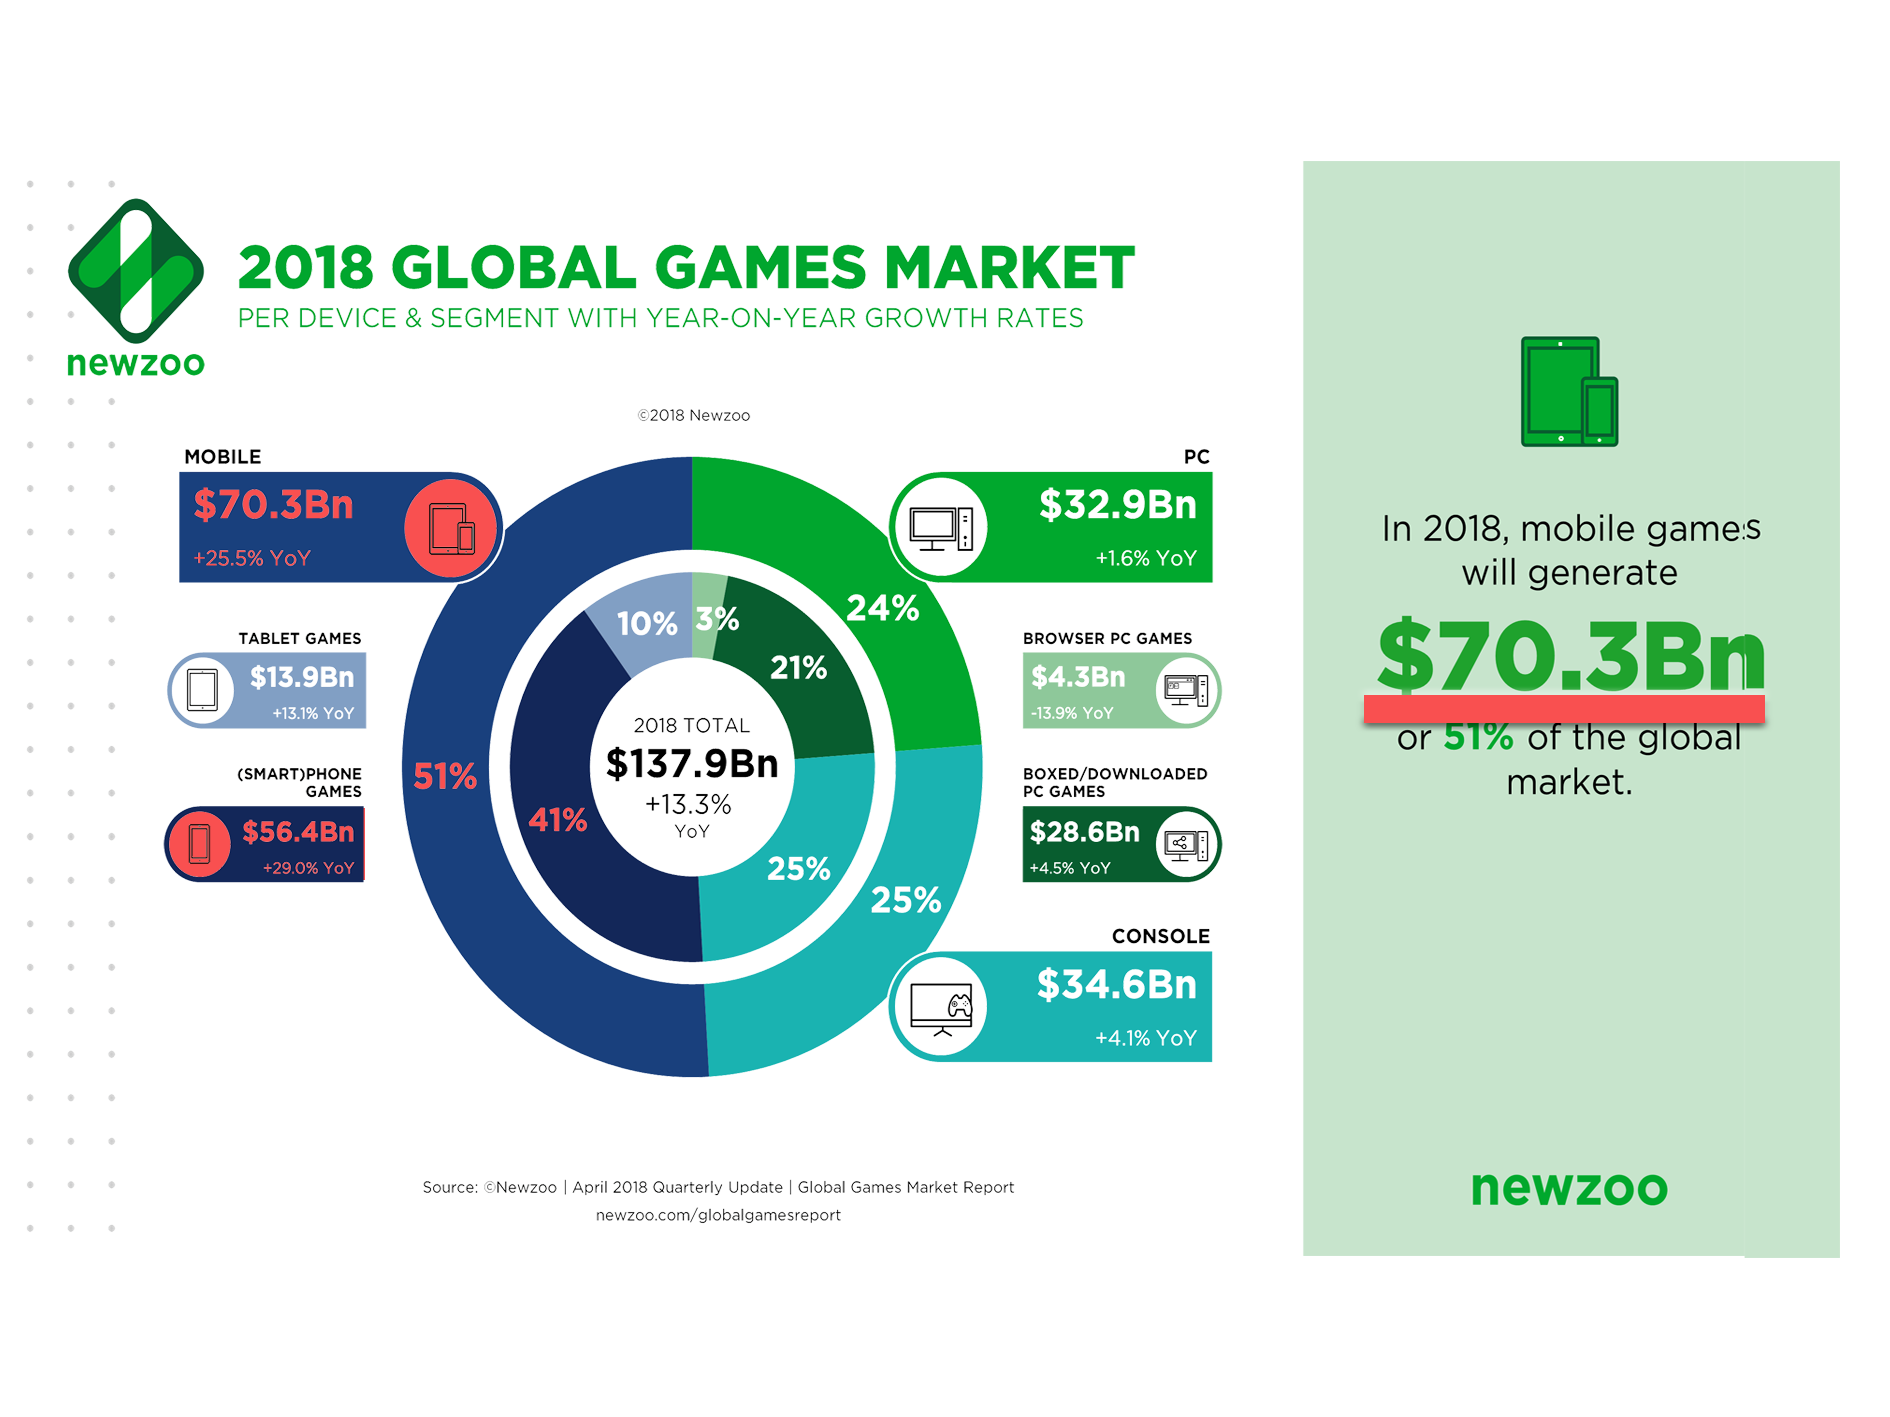 newzoo
2018 GLOBAL GAMES MARKET
PER DEVICE & SEGMENT WITH YEAR-ON-YEAR GROWTH RATES
©2018 Newzoo
MOBILE
$70.3Bn
+25.5% YoY
TABLET GAMES
$13.9Bn
+13.1% YoY
(SMART)PHONE
GAMES
$56.4Bn
+29.0% YoY
51%
41%
10%
3%
21%
24%
25%
25%
2018 TOTAL
$137.9Bn
+13.3%
YoY
PC
$32.9Bn
+1.6% YoY
BROWSER PC GAMES
$4.3Bn
-13.9% YoY
BOXED/DOWNLOADED
PC GAMES
$28.6Bn
+4.5% YoY
CONSOLE
$34.6Bn
+4.1% YoY
Source: ©Newzoo | April 2018 Quarterly Update | Global Games Market Report
newzoo.com/globalgamesreport
In 2018, mobile games
will generate
$70.3Bn
or 51% of the global
market.
newzoo